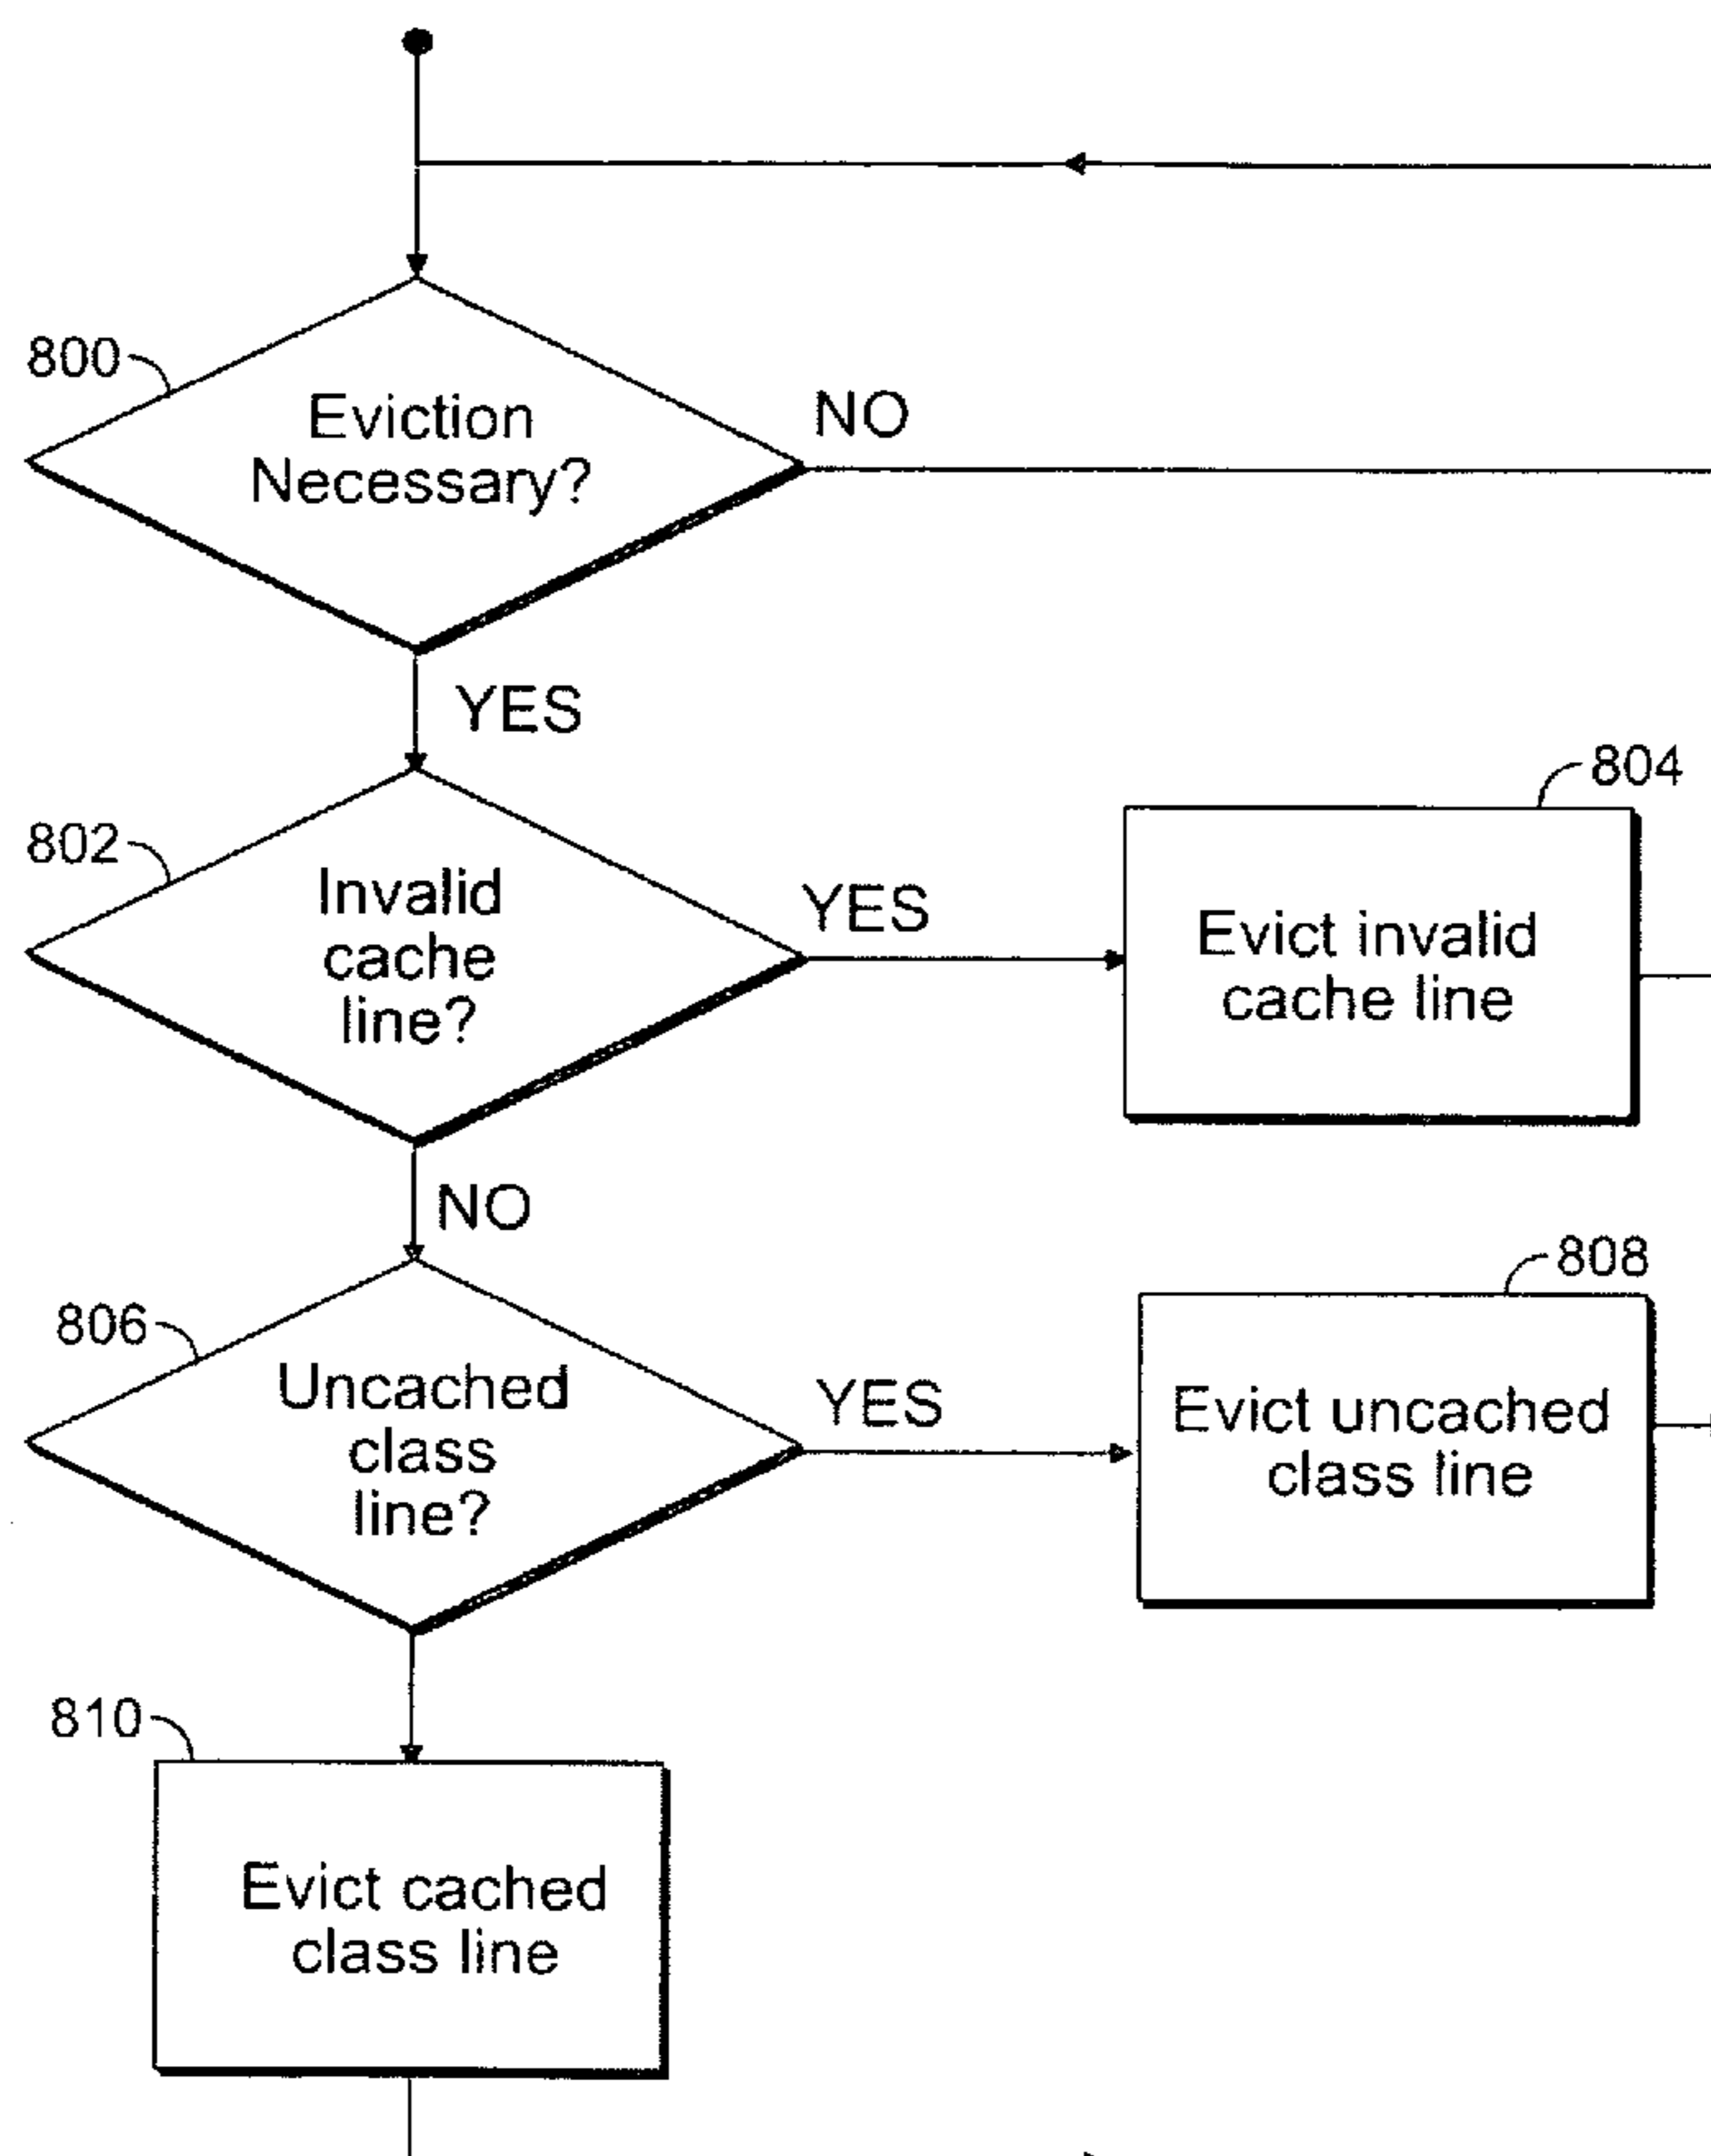 800
Eviction
Necessary?
NO
YES
802
Invalid
cache
line?
YES
804
Evict invalid
cache line
NO
806
Uncached
class
line?
YES
808
Evict uncached
class line
810
Evict cached
class line